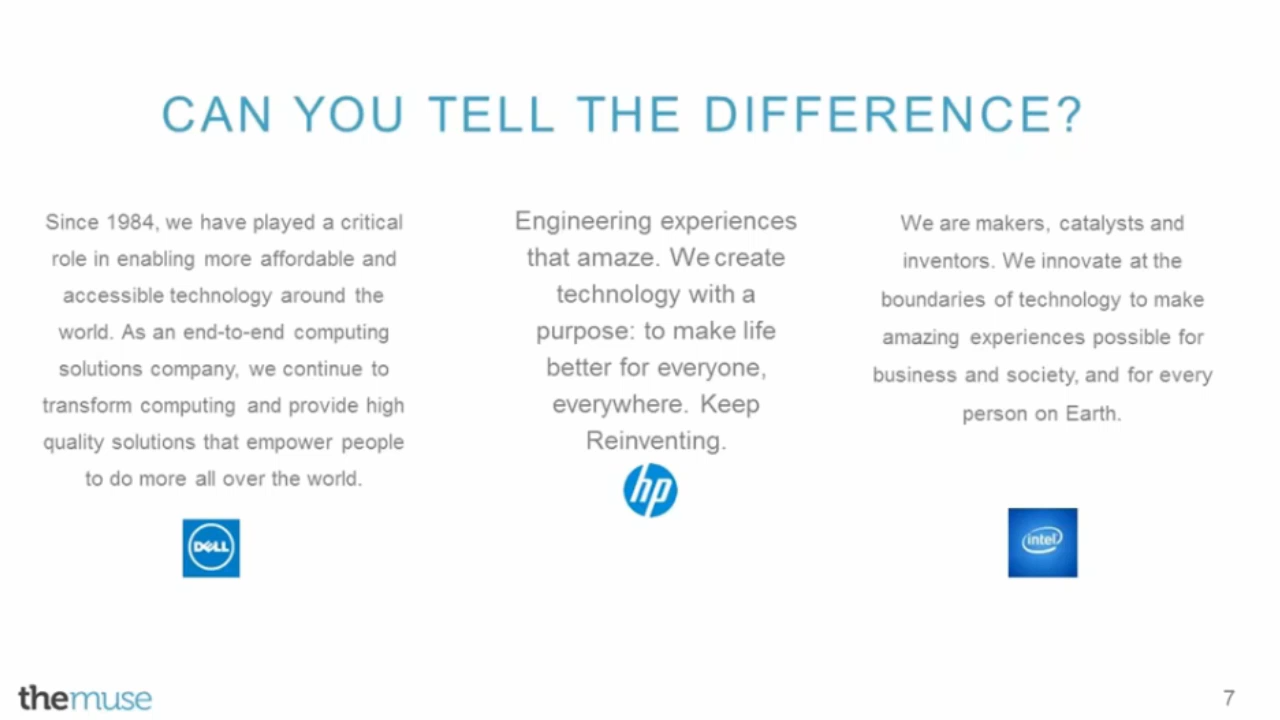 CAN YOU TELL THE DIFFERENCE?
Since 1984, we have played a critical
role in enabling more affordable and
accessible technology around the
world. As an end-to-end computing
solutions company, we continue to
transform computing and provide high
quality solutions that empower people
to do more all over the world.
DELL
Engineering experiences
that amaze. We create
technology with a
purpose: to make life
better for everyone,
everywhere. Keep
Reinventing.
hp
We are makers, catalysts and
inventors. We innovate at the
boundaries of technology to make
amazing experiences possible for
business and society, and for every
person on Earth.
intel
themuse
7